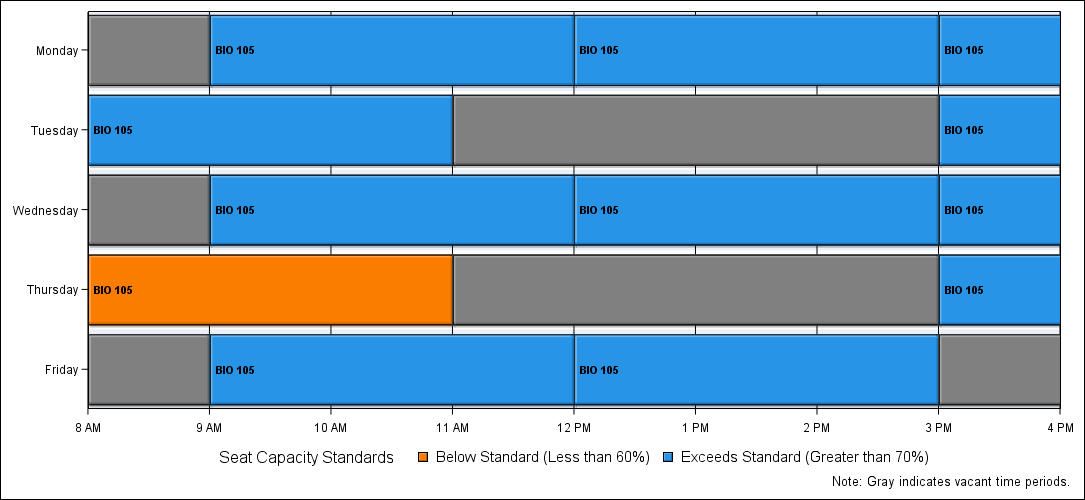 Monday BIO 105 BIO 105 BIO 105
Tuesday BIO 105 BIO 105
Wednesday BIO 105 BIO 105 BIO 105
Thursday BIO 105 BIO 105
Friday BIO 105 BIO 105
8 AM 9 AM 10 AM 11 AM 12 PM 1 PM 2 PM 3 PM 4 PM
Seat Capacity Standards Below Standard (Less than 60%) Exceeds Standard (Greater than 70%)
Note: Gray indicates vacant time periods.